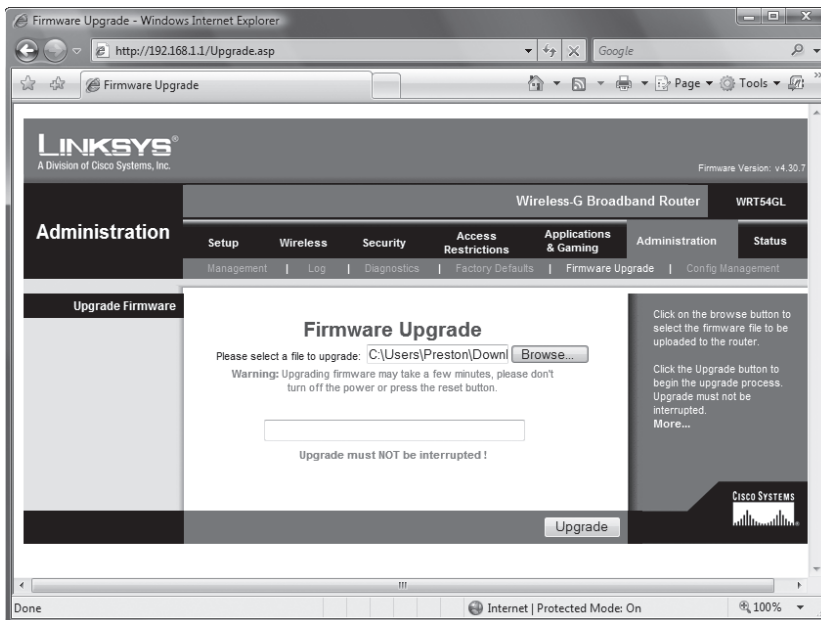 Firmware Upgrade - Windows Internet Explorer
http://192.168.1.1/Upgrade.asp
Google
Firmware Upgrade
Page
Tools
LINKSYS®
A Division of Cisco Systems, Inc.
Firmware Version: v4.30.7
Wireless-G Broadband Router WRT54GL
Administration
Setup Wireless Security Access Restrictions Applications & Gaming Administration Status
Management | Log | Diagnostics | Factory Defaults | Firmware Upgrade | Config Management
Upgrade Firmware
Firmware Upgrade
Please select a file to upgrade: C:\Users\Preston\Downl Browse...
Warning: Upgrading firmware may take a few minutes, please don't
turn off the power or press the reset button.
Upgrade must NOT be interrupted !
Upgrade
Click on the browse button to
select the firmware file to be
uploaded to the
router.
Click the Upgrade button to
begin the upgrade process.
Upgrade must not be
interrupted.
More...
CISCO SYSTEMS
Done
Internet | Protected Mode: On
100%